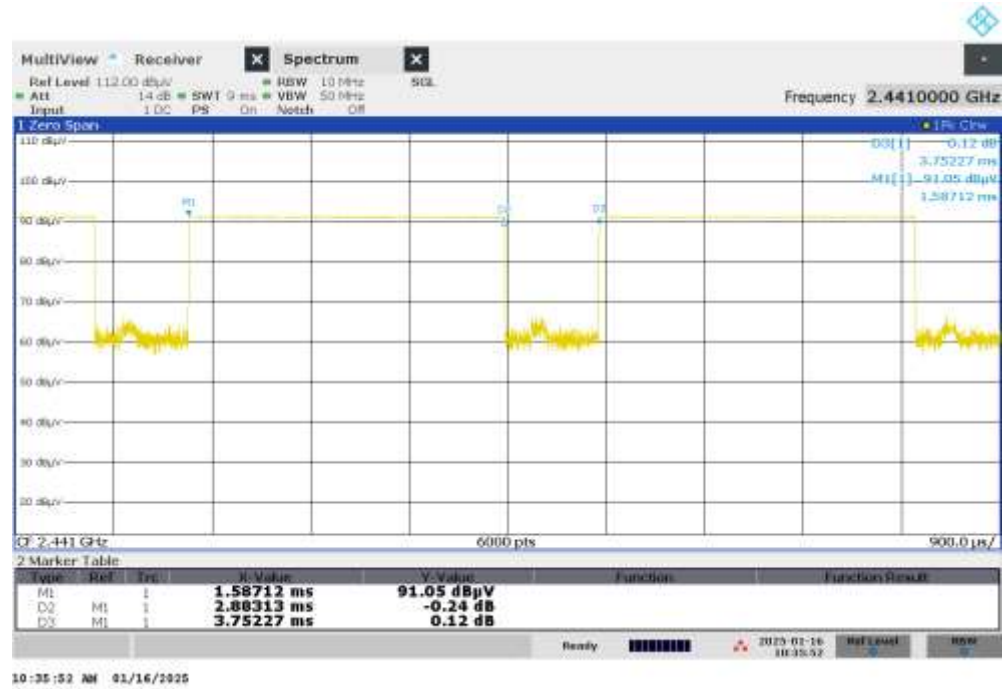 MultiView Receiver X Spectrum X
Ref Level 112.00 dBµV RBW 10 MHz SGL
Att 14 dB SWT 9 ms VBW 50 MHz
Input 1 DC PS On Notch Off
Frequency 2.4410000 GHz
1 Zero Span 1Pk Clrw
110 dBµV
D3[1] 0.12 dB
3.75227 ms
100 dBµV
M1[1] 91.05 dBµV
1.58712 ms
M1
D2
D3
90 dBµV
80 dBµV
70 dBµV
60 dBµV
50 dBµV
40 dBµV
30 dBµV
20 dBµV
CF 2.441 GHz 6000 pts 900.0 µs/
2 Marker Table
Type Ref Trc X-Value Y-Value Function Function Result
M1 1 1.58712 ms 91.05 dBµV
D2 M1 1 2.88313 ms -0.24 dB
D3 M1 1 3.75227 ms 0.12 dB
Ready 2025-01-16 Ref Level RBW
10:35:52
10:35:52 AM 01/16/2025